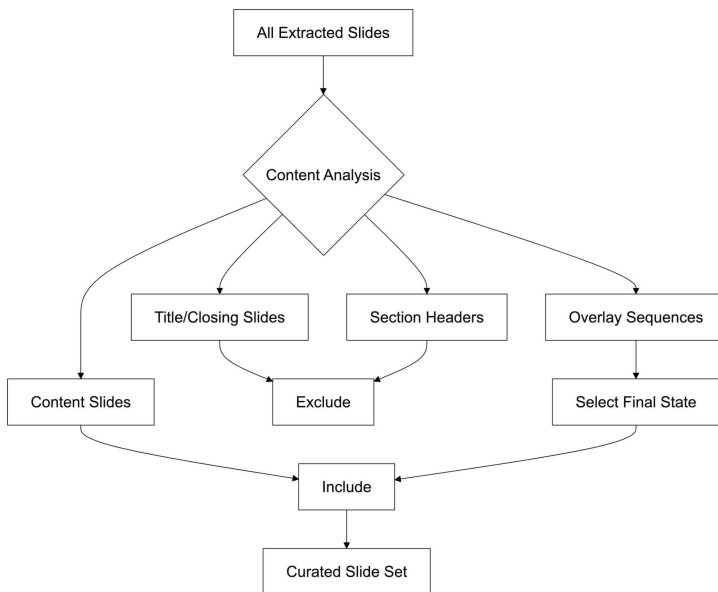 All Extracted Slides
Content Analysis
Title/Closing Slides
Section Headers
Overlay Sequences
Content Slides
Exclude
Select Final State
Include
Curated Slide Set